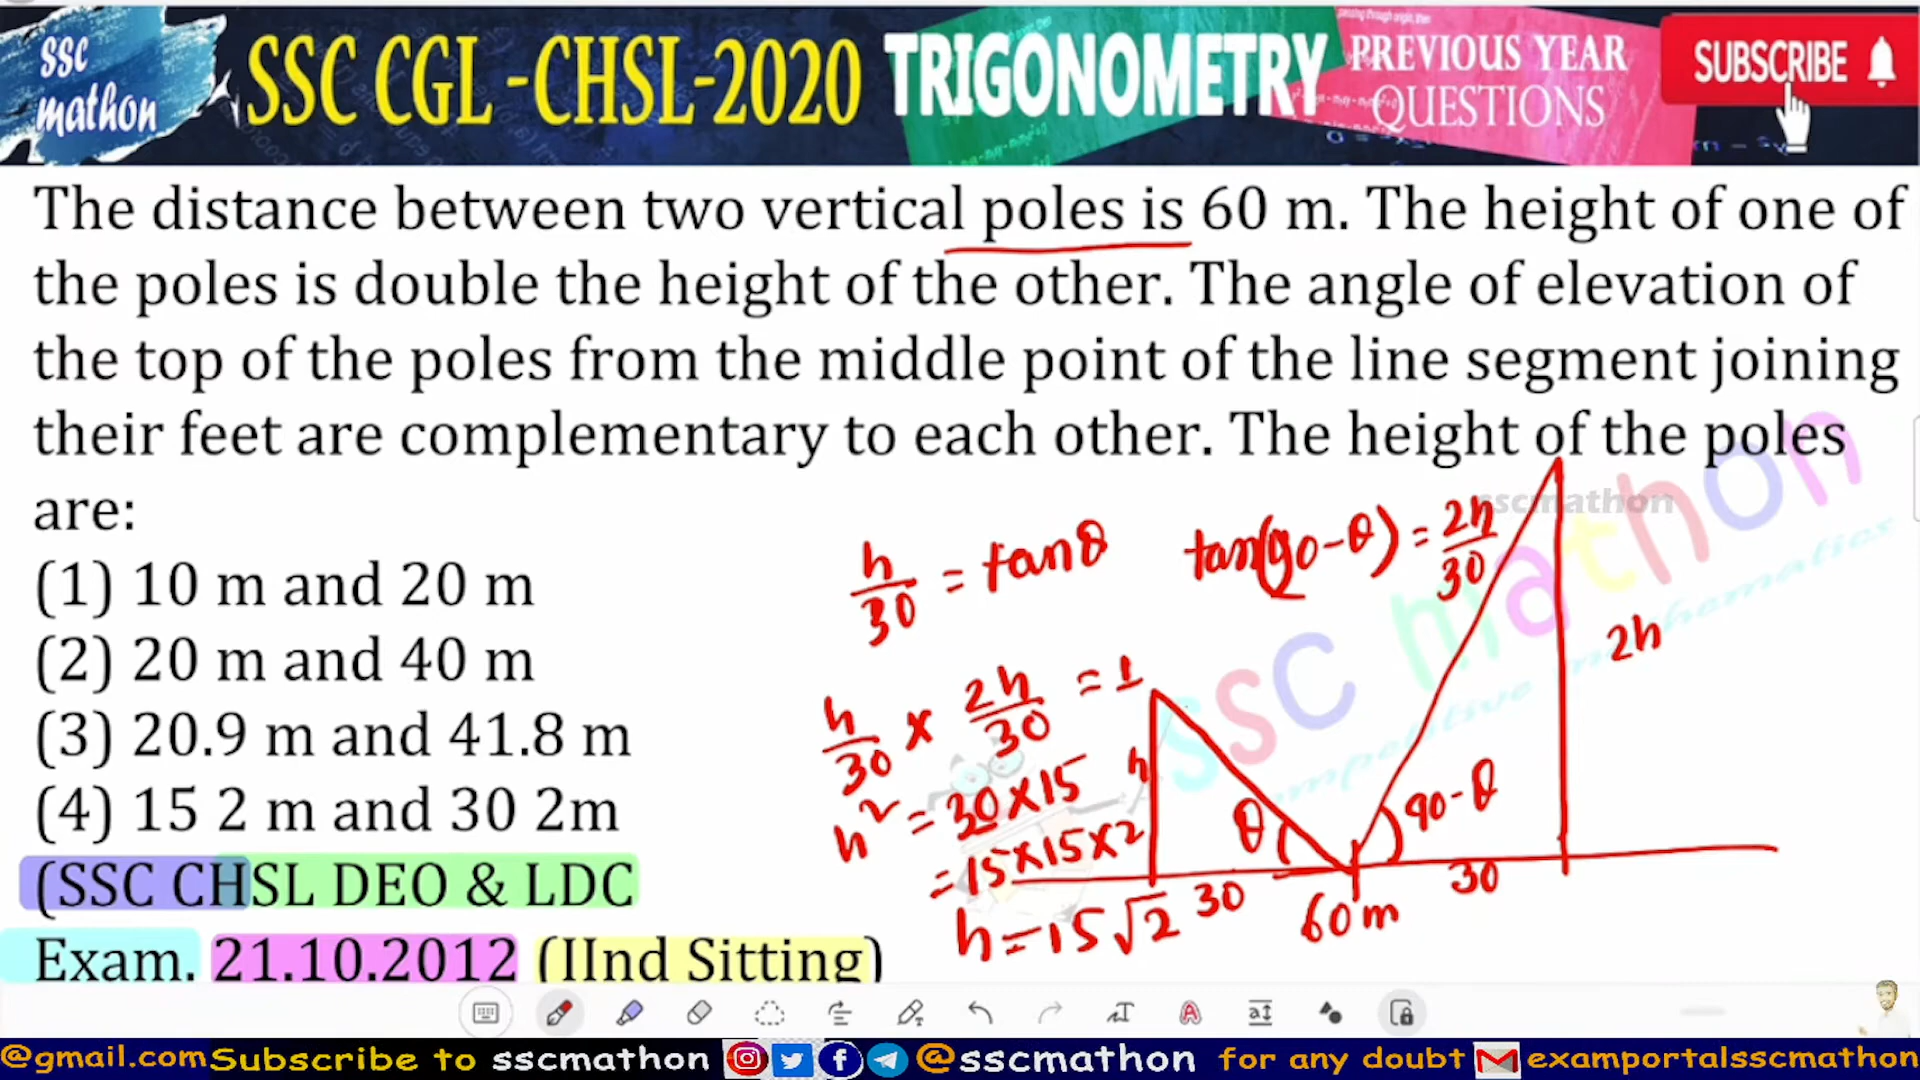 ssc mathon
SSC CGL -CHSL-2020 TRIGONOMETRY PREVIOUS YEAR QUESTIONS SUBSCRIBE
The distance between two vertical poles is 60 m. The height of one of
the poles is double the height of the other. The angle of elevation of
the top of the poles from the middle point of the line segment joining
their feet are complementary to each other. The height of the poles
are:
(1) 10 m and 20 m
(2) 20 m and 40 m
(3) 20.9 m and 41.8 m
(4) 15 2 m and 30 2m
(SSC CHSL DEO & LDC
Exam. 21.10.2012 (IInd Sitting)
h/30 = tanθ
tan(90-θ) = 2h/30
h/30 × 2h/30 = 1
h² = 30×15
= 15×15×2
h = 15√2
h
θ
90-θ
2h
30
60m
30
sscmathon
ssc mathon
@gmail.com Subscribe to sscmathon @sscmathon for any doubt examportalsscmathon